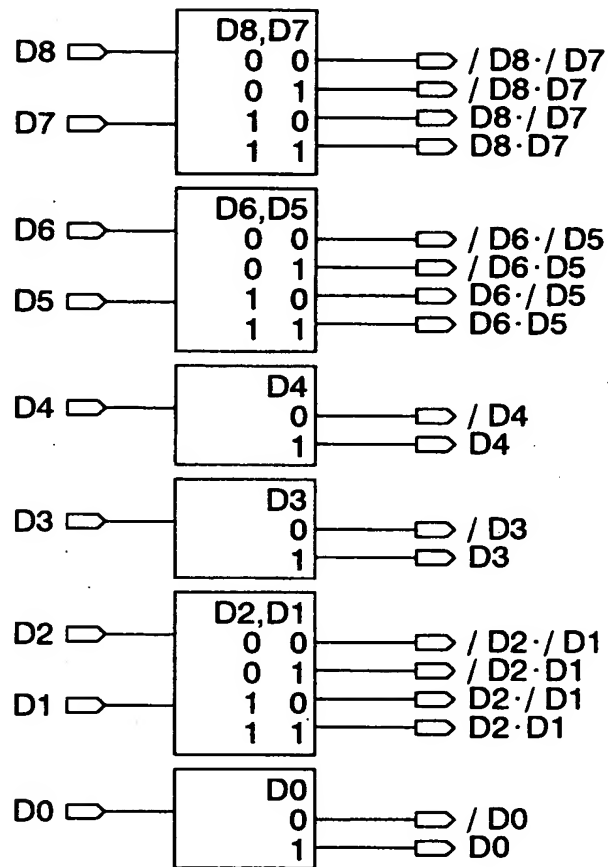 D8,D7
D8 0 0 / D8·/ D7
0 1 / D8·D7
D7 1 0 D8·/ D7
1 1 D8·D7
D6,D5
D6 0 0 / D6·/ D5
0 1 / D6·D5
D5 1 0 D6·/ D5
1 1 D6·D5
D4
D4 0 / D4
1 D4
D3
D3 0 / D3
1 D3
D2,D1
D2 0 0 / D2·/ D1
0 1 / D2·D1
D1 1 0 D2·/ D1
1 1 D2·D1
D0
D0 0 / D0
1 D0